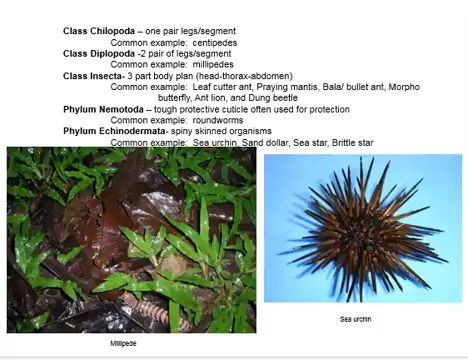 Class Chilopoda – one pair legs/segment
Common example: centipedes
Class Diplopoda -2 pair of legs/segment
Common example: millipedes
Class Insecta- 3 part body plan (head-thorax-abdomen)
Common example: Leaf cutter ant, Praying mantis, Bala/ bullet ant, Morpho
butterfly, Ant lion, and Dung beetle
Phylum Nemotoda – tough protective cuticle often used for protection
Common example: roundworms
Phylum Echinodermata- spiny skinned organisms
Common example: Sea urchin, Sand dollar, Sea star, Brittle star
Millipede
Sea urchin